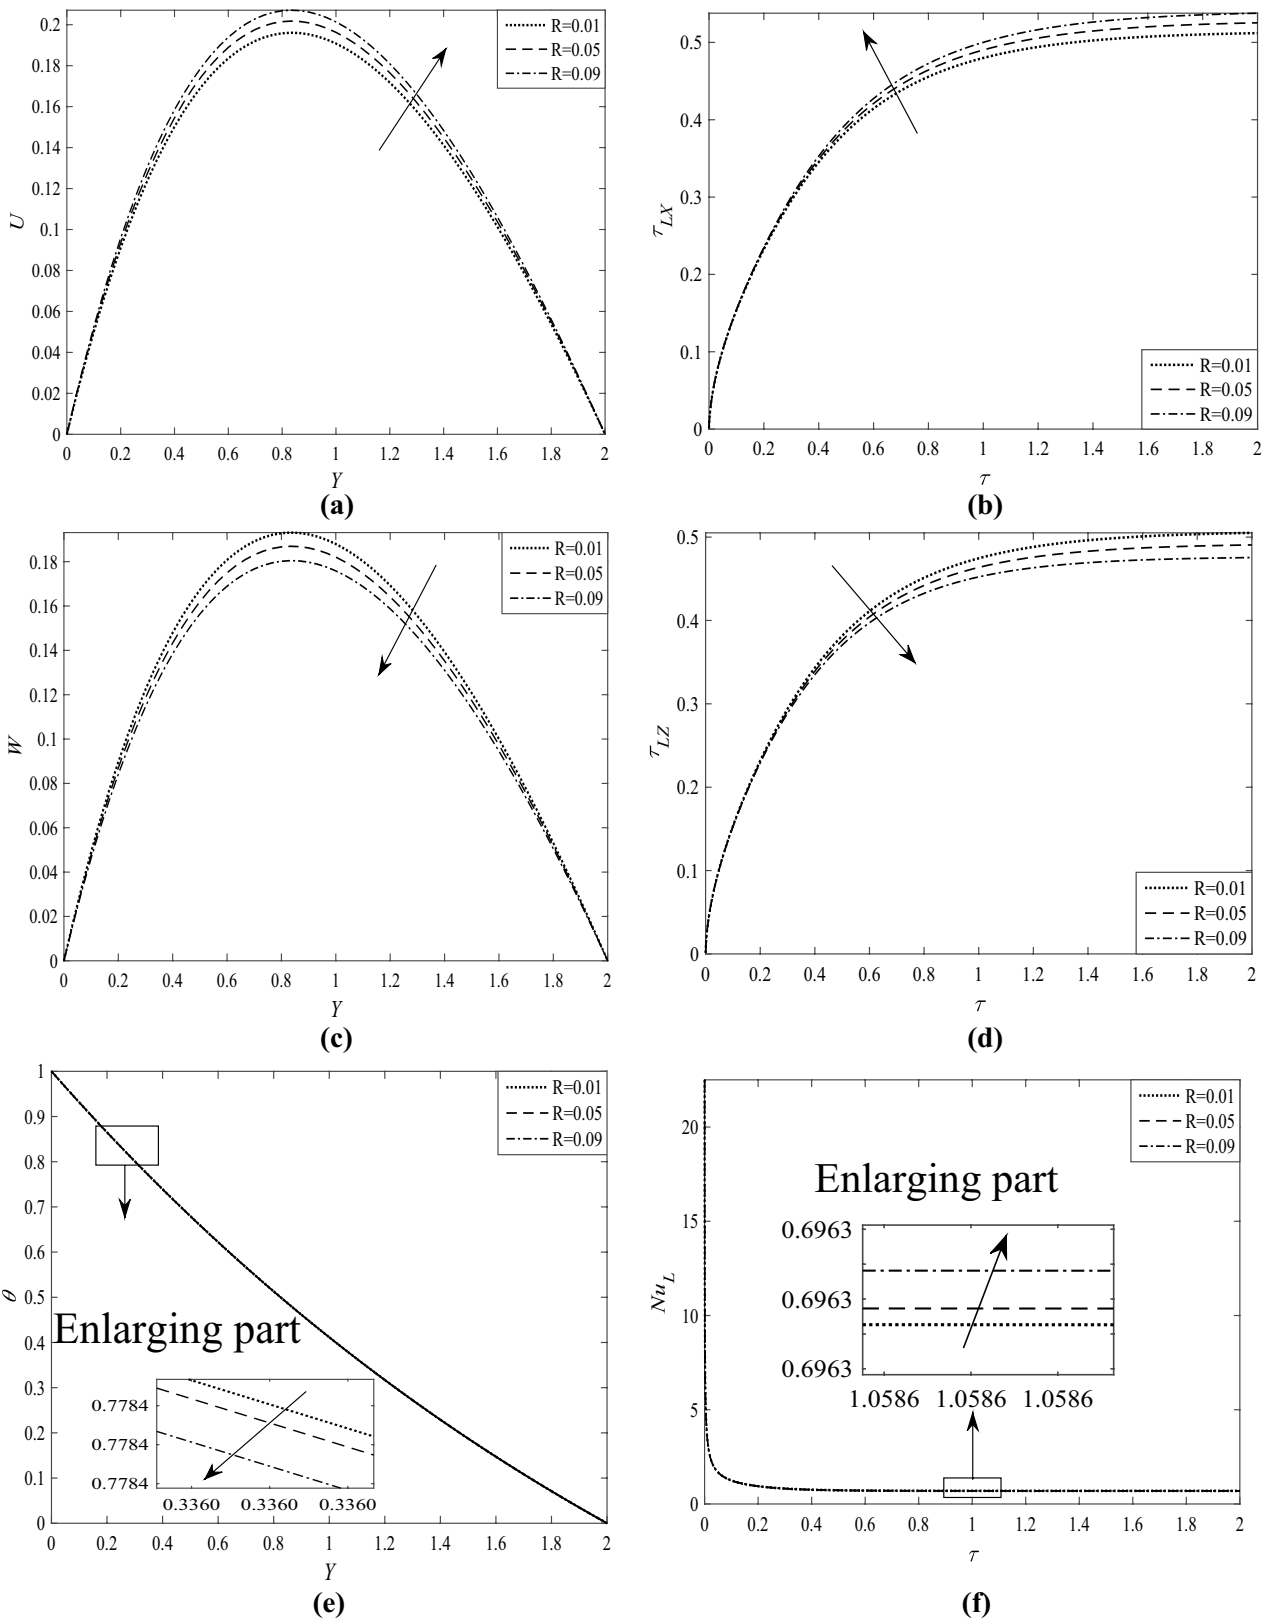 0.2
0.18
0.16
0.14
0.12
0.1
0.08
0.06
0.04
0.02
0
U
R=0.01
R=0.05
R=0.09
0 0.2 0.4 0.6 0.8 1 1.2 1.4 1.6 1.8 2
Y
(a)
0.5
0.4
0.3
0.2
0.1
0
τLX
R=0.01
R=0.05
R=0.09
0 0.2 0.4 0.6 0.8 1 1.2 1.4 1.6 1.8 2
τ
(b)
0.18
0.16
0.14
0.12
0.1
0.08
0.06
0.04
0.02
0
W
R=0.01
R=0.05
R=0.09
0 0.2 0.4 0.6 0.8 1 1.2 1.4 1.6 1.8 2
Y
(c)
0.5
0.4
0.3
0.2
0.1
0
τLZ
R=0.01
R=0.05
R=0.09
0 0.2 0.4 0.6 0.8 1 1.2 1.4 1.6 1.8 2
τ
(d)
1
0.9
0.8
0.7
0.6
0.5
0.4
0.3
0.2
0.1
0
θ
R=0.01
R=0.05
R=0.09
Enlarging part
0.7784
0.7784
0.7784
0.3360 0.3360 0.3360
0 0.2 0.4 0.6 0.8 1 1.2 1.4 1.6 1.8 2
Y
(e)
20
15
10
5
0
NuL
R=0.01
R=0.05
R=0.09
Enlarging part
0.6963
0.6963
0.6963
1.0586 1.0586 1.0586
0 0.2 0.4 0.6 0.8 1 1.2 1.4 1.6 1.8 2
τ
(f)